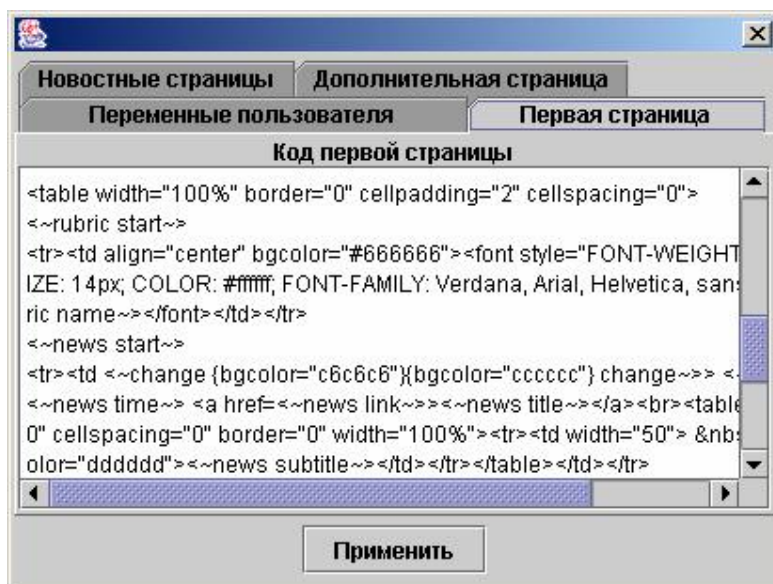 Новостные страницы Дополнительная страница
Переменные пользователя Первая страница
Код первой страницы
<table width="100%" border="0" cellpadding="2" cellspacing="0">
<~rubric start~>
<tr><td align="center" bgcolor="#666666"><font style="FONT-WEIGHT
IZE: 14px; COLOR: #ffffff; FONT-FAMILY: Verdana, Arial, Helvetica, sans
ric name~></font></td></tr>
<~news start~>
<tr><td <~change {bgcolor="c6c6c6"}{bgcolor="cccccc"} change~>> <~
<~news time~> <a href=<~news link~>><~news title~></a><br><table
0" cellspacing="0" border="0" width="100%"><tr><td width="50"> &nbs
olor="dddddd"><~news subtitle~></td></tr></table></td></tr>
Применить